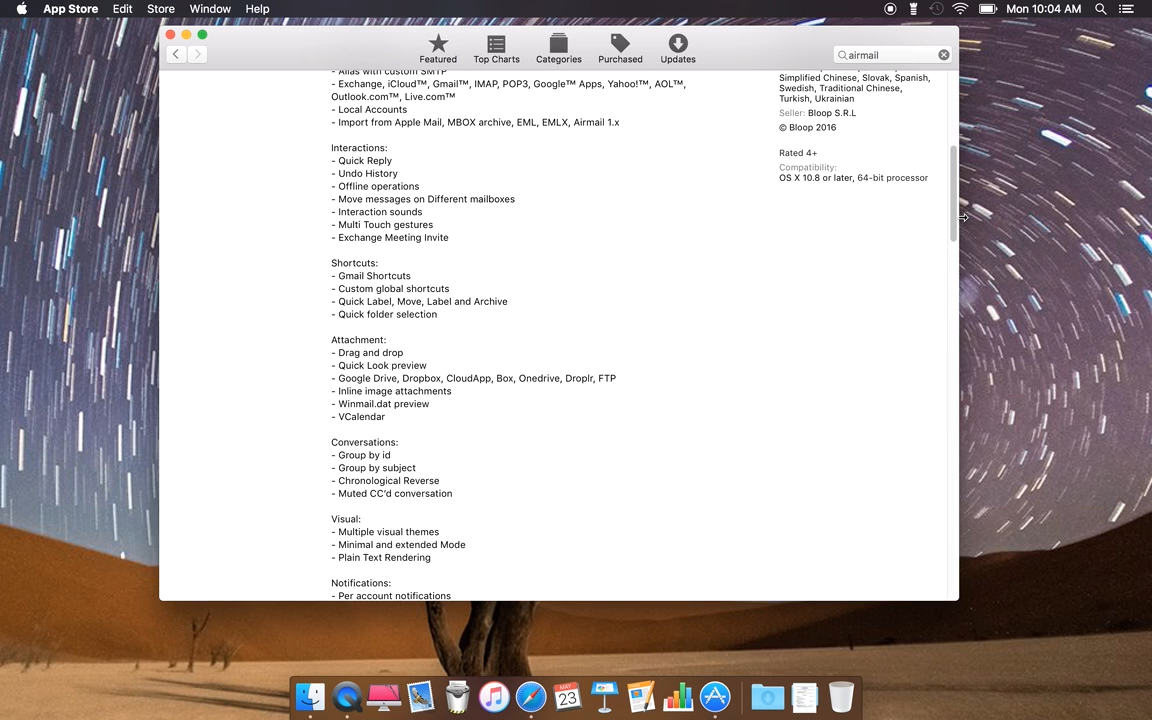 App Store Edit Store Window Help
Mon 10:04 AM
Featured Top Charts Categories Purchased Updates
airmail
- Alias with custom SMTP
- Exchange, iCloud™, Gmail™, IMAP, POP3, Google™ Apps, Yahoo!™, AOL™,
Outlook.com™, Live.com™
- Local Accounts
- Import from Apple Mail, MBOX archive, EML, EMLX, Airmail 1.x
Interactions:
- Quick Reply
- Undo History
- Offline operations
- Move messages on Different mailboxes
- Interaction sounds
- Multi Touch gestures
- Exchange Meeting Invite
Shortcuts:
- Gmail Shortcuts
- Custom global shortcuts
- Quick Label, Move, Label and Archive
- Quick folder selection
Attachment:
- Drag and drop
- Quick Look preview
- Google Drive, Dropbox, CloudApp, Box, Onedrive, Droplr, FTP
- Inline image attachments
- Winmail.dat preview
- VCalendar
Conversations:
- Group by id
- Group by subject
- Chronological Reverse
- Muted CC'd conversation
Visual:
- Multiple visual themes
- Minimal and extended Mode
- Plain Text Rendering
Notifications:
- Per account notifications
Simplified Chinese, Slovak, Spanish,
Swedish, Traditional Chinese,
Turkish, Ukrainian
Seller: Bloop S.R.L
© Bloop 2016
Rated 4+
Compatibility:
OS X 10.8 or later, 64-bit processor
MAY
23